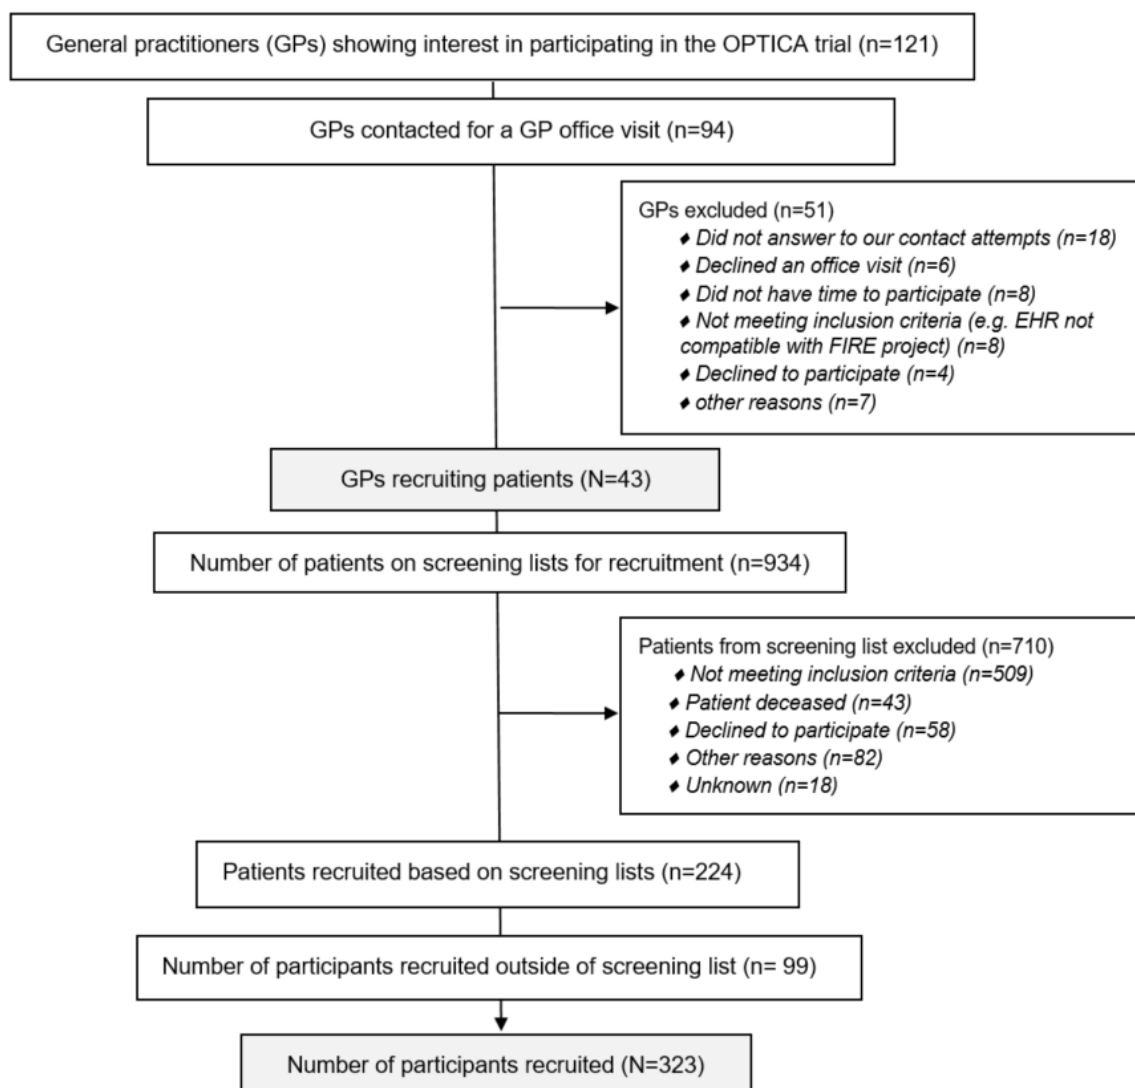 General practitioners (GPs) showing interest in participating in the OPTICA trial (n=121)
GPs contacted for a GP office visit (n=94)
GPs excluded (n=51)
♦ Did not answer to our contact attempts (n=18)
♦ Declined an office visit (n=6)
♦ Did not have time to participate (n=8)
♦ Not meeting inclusion criteria (e.g. EHR not
compatible with FIRE project) (n=8)
♦ Declined to participate (n=4)
♦ other reasons (n=7)
GPs recruiting patients (N=43)
Number of patients on screening lists for recruitment (n=934)
Patients from screening list excluded (n=710)
♦ Not meeting inclusion criteria (n=509)
♦ Patient deceased (n=43)
♦ Declined to participate (n=58)
♦ Other reasons (n=82)
♦ Unknown (n=18)
Patients recruited based on screening lists (n=224)
Number of participants recruited outside of screening list (n= 99)
Number of participants recruited (N=323)